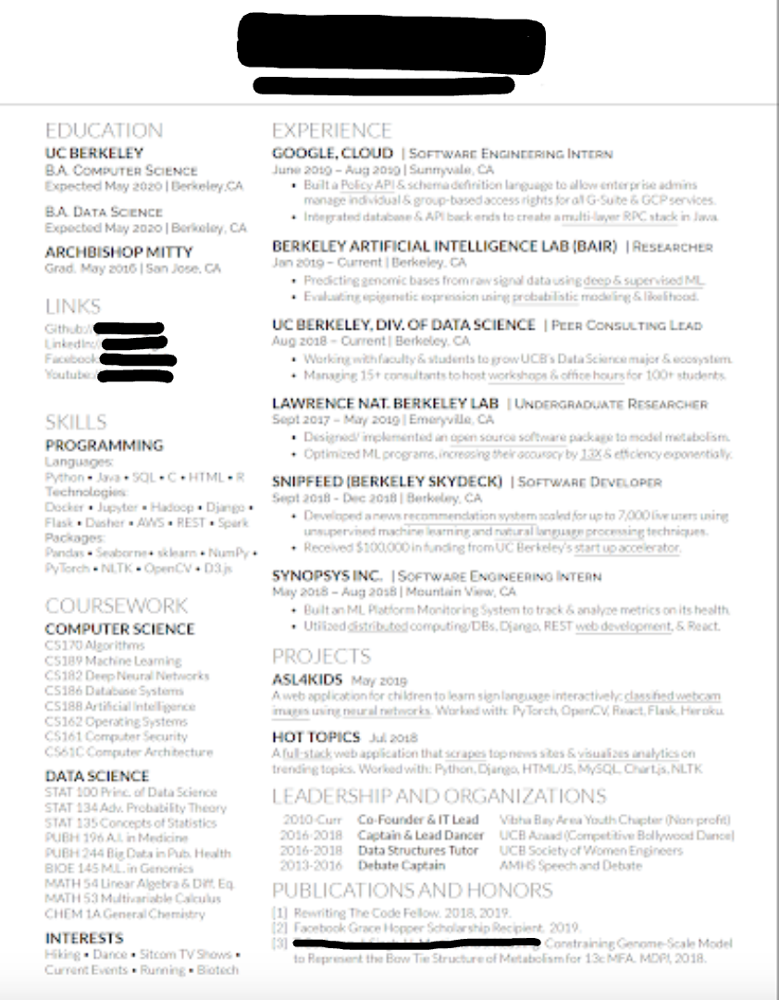 EDUCATION
UC BERKELEY
B.A. COMPUTER SCIENCE
Expected May 2020 | Berkeley,CA
B.A. DATA SCIENCE
Expected May 2020 | Berkeley, CA
ARCHBISHOP MITTY
Grad. May 2016 | San Jose, CA
LINKS
Github:/
LinkedIn:/
Facebook
Youtube:/
SKILLS
PROGRAMMING
Languages:
Python • Java • SQL • C • HTML • R
Technologies:
Docker • Jupyter • Hadoop • Django •
Flask • Dasher • AWS • REST • Spark
Packages:
Pandas • Seaborne • sklearn • NumPy •
PyTorch • NLTK • OpenCV • D3.js
COURSEWORK
COMPUTER SCIENCE
CS170 Algorithms
CS189 Machine Learning
CS182 Deep Neural Networks
CS186 Database Systems
CS188 Artificial Intelligence
CS162 Operating Systems
CS161 Computer Security
CS61C Computer Architecture
DATA SCIENCE
STAT 100 Princ. of Data Science
STAT 134 Adv. Probability Theory
STAT 135 Concepts of Statistics
PUBH 196 A.I. in Medicine
PUBH 244 Big Data in Pub. Health
BIOE 145 M.L. in Genomics
MATH 54 Linear Algebra & Diff. Eq.
MATH 53 Multivariable Calculus
CHEM 1A General Chemistry
INTERESTS
Hiking • Dance • Sitcom TV Shows •
Current Events • Running • Biotech
EXPERIENCE
GOOGLE, CLOUD | SOFTWARE ENGINEERING INTERN
June 2019 – Aug 2019 | Sunnyvale, CA
• Built a Policy API & schema definition language to allow enterprise admins
manage individual & group-based access rights for all G-Suite & GCP services.
• Integrated database & API back ends to create a multi-layer RPC stack in Java.
BERKELEY ARTIFICIAL INTELLIGENCE LAB (BAIR) | RESEARCHER
Jan 2019 – Current | Berkeley, CA
• Predicting genomic bases from raw signal data using deep & supervised ML.
• Evaluating epigenetic expression using probabilistic modeling & likelihood.
UC BERKELEY, DIV. OF DATA SCIENCE | PEER CONSULTING LEAD
Aug 2018 – Current | Berkeley, CA
• Working with faculty & students to grow UCB's Data Science major & ecosystem.
• Managing 15+ consultants to host workshops & office hours for 100+ students.
LAWRENCE NAT. BERKELEY LAB | UNDERGRADUATE RESEARCHER
Sept 2017 – May 2019 | Emeryville, CA
• Designed/ implemented an open source software package to model metabolism.
• Optimized ML programs, increasing their accuracy by 13X & efficiency exponentially.
SNIPFEED (BERKELEY SKYDECK) | SOFTWARE DEVELOPER
Sept 2018 - Dec 2018 | Berkeley, CA
• Developed a news recommendation system scaled for up to 7,000 live users using
unsupervised machine learning and natural language processing techniques.
• Received $100,000 in funding from UC Berkeley's start up accelerator.
SYNOPSYS INC. | SOFTWARE ENGINEERING INTERN
May 2018 – Aug 2018 | Mountain View, CA
• Built an ML Platform Monitoring System to track & analyze metrics on its health.
• Utilized distributed computing/DBs, Django, REST web development, & React.
PROJECTS
ASL4KIDS May 2019
A web application for children to learn sign language interactively; classified webcam
images using neural networks. Worked with: PyTorch, OpenCV, React, Flask, Heroku.
HOT TOPICS Jul 2018
A full-stack web application that scrapes top news sites & visualizes analytics on
trending topics. Worked with: Python, Django, HTML/JS, MySQL, Chart.js, NLTK
LEADERSHIP AND ORGANIZATIONS
2010-Curr Co-Founder & IT Lead Vibha Bay Area Youth Chapter (Non-profit)
2016-2018 Captain & Lead Dancer UCB Azaad (Competitive Bollywood Dance)
2016-2018 Data Structures Tutor UCB Society of Women Engineers
2013-2016 Debate Captain AMHS Speech and Debate
PUBLICATIONS AND HONORS
[1] Rewriting The Code Fellow. 2018, 2019.
[2] Facebook Grace Hopper Scholarship Recipient. 2019.
[3] Constraining Genome-Scale Model
to Represent the Bow Tie Structure of Metabolism for 13c MFA. MDPI, 2018.